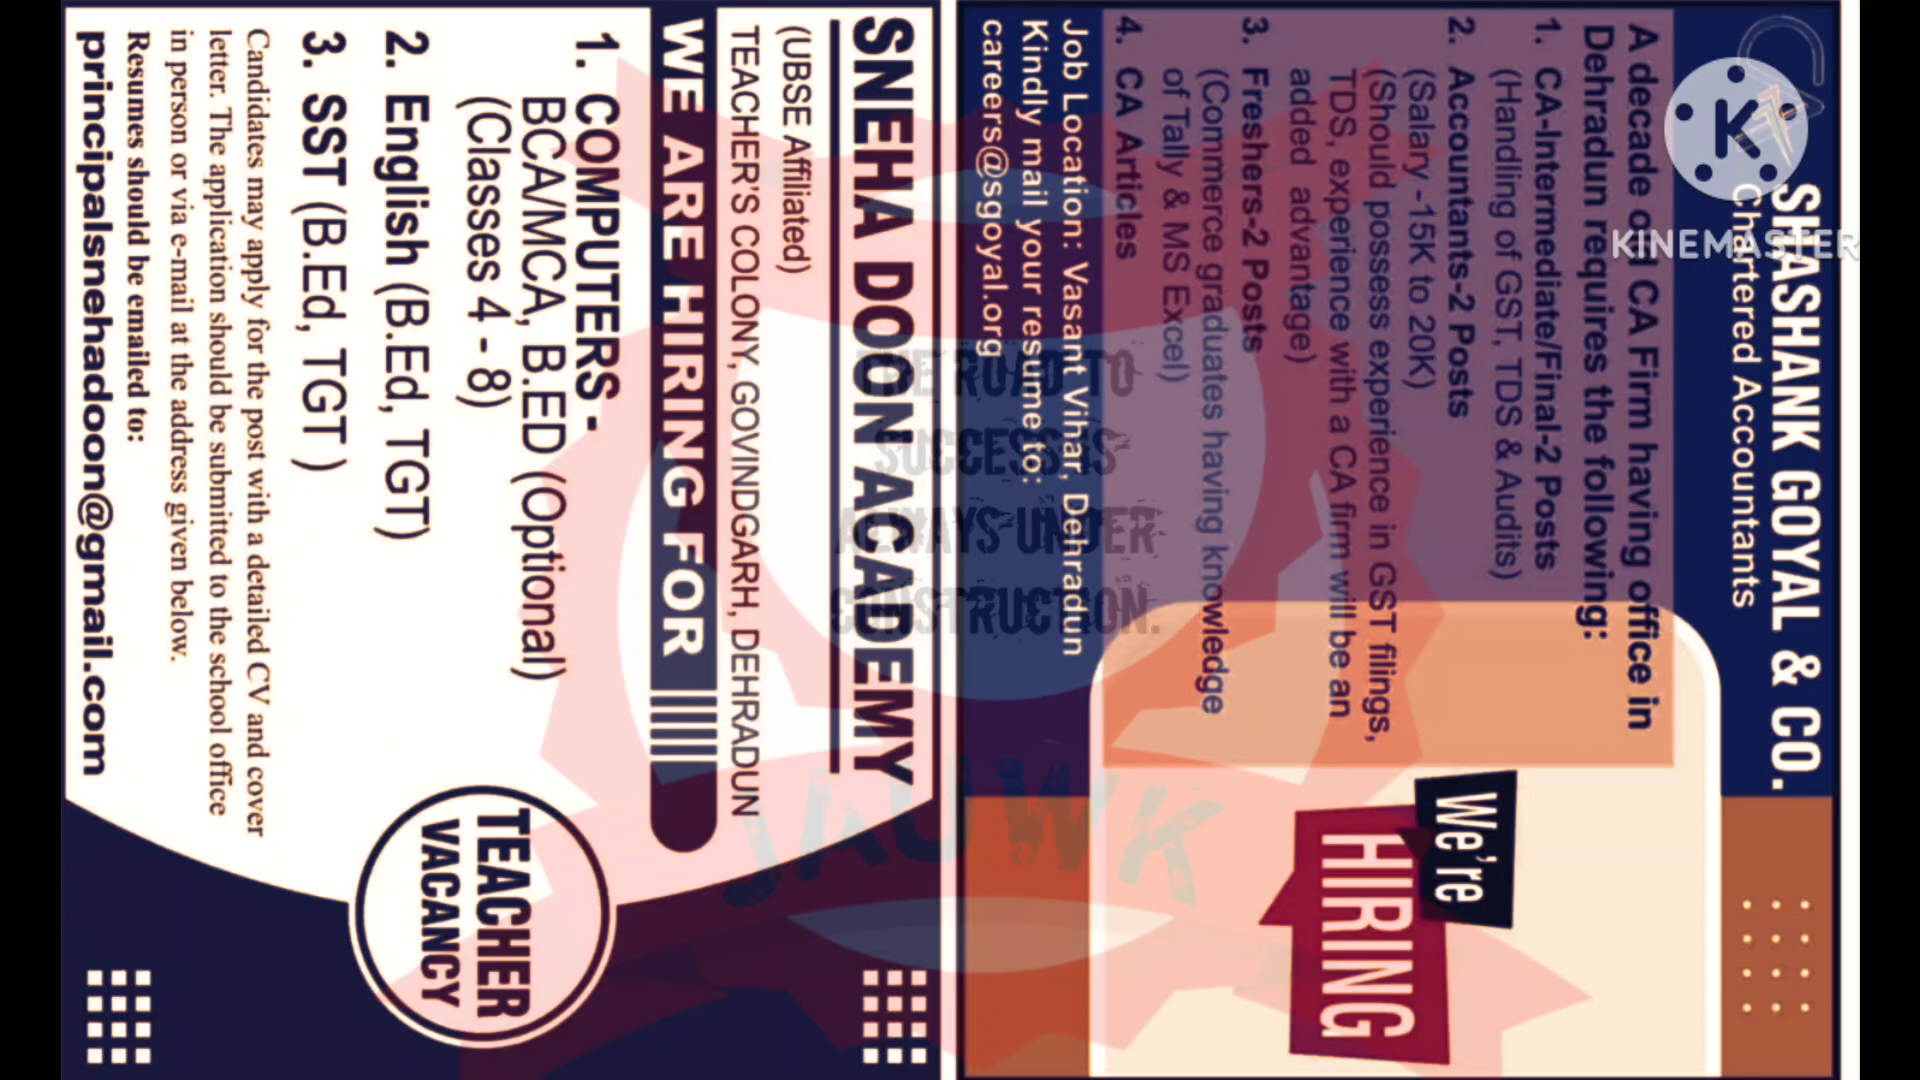 SHASHANK GOYAL & CO.
Chartered Accountants
A decade old CA Firm having office in
Dehradun requires the following:
1. CA-Intermediate/Final-2 Posts
(Handling of GST, TDS & Audits)
2. Accountants-2 Posts
(Salary -15K to 20K)
(Should possess experience in GST filings,
TDS, experience with a CA firm will be an
added advantage)
3. Freshers-2 Posts
(Commerce graduates having knowledge
of Tally & MS Excel)
4. CA Articles
Job Location: Vasant Vihar, Dehradun
Kindly mail your resume to:
careers@sgoyal.org
We're
HIRING
SNEHA DOON ACADEMY
(UBSE Affiliated)
TEACHER'S COLONY, GOVINDGARH, DEHRADUN
WE ARE HIRING FOR
1. COMPUTERS -
BCA/MCA, B.ED (Optional)
(Classes 4 - 8)
2. English (B.Ed, TGT)
3. SST (B.Ed, TGT )
Candidates may apply for the post with a detailed CV and cover
letter. The application should be submitted to the school office
in person or via e-mail at the address given below.
Resumes should be emailed to:
principalsnehadoon@gmail.com
TEACHER
VACANCY
THE ROAD TO
SUCCESS IS
ALWAYS UNDER
CONSTRUCTION.
K
KINEMASTER